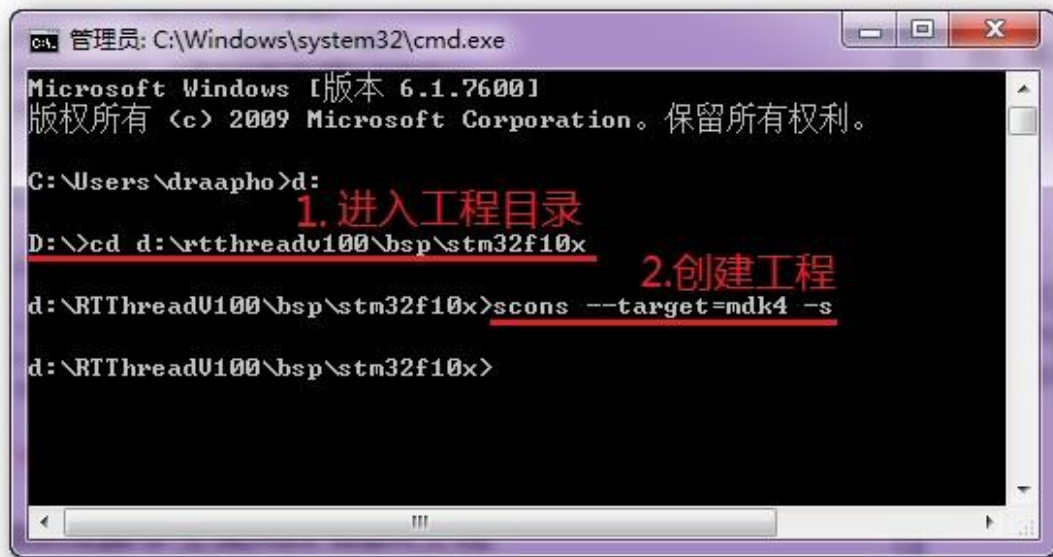 管理员: C:\Windows\system32\cmd.exe
Microsoft Windows [版本 6.1.7600]
版权所有 (c) 2009 Microsoft Corporation。保留所有权利。
C:\Users\draapho>d:
1. 进入工程目录
D:\>cd d:\rtthreadv100\bsp\stm32f10x
2.创建工程
d:\RTThreadV100\bsp\stm32f10x>scons --target=mdk4 -s
d:\RTThreadV100\bsp\stm32f10x>